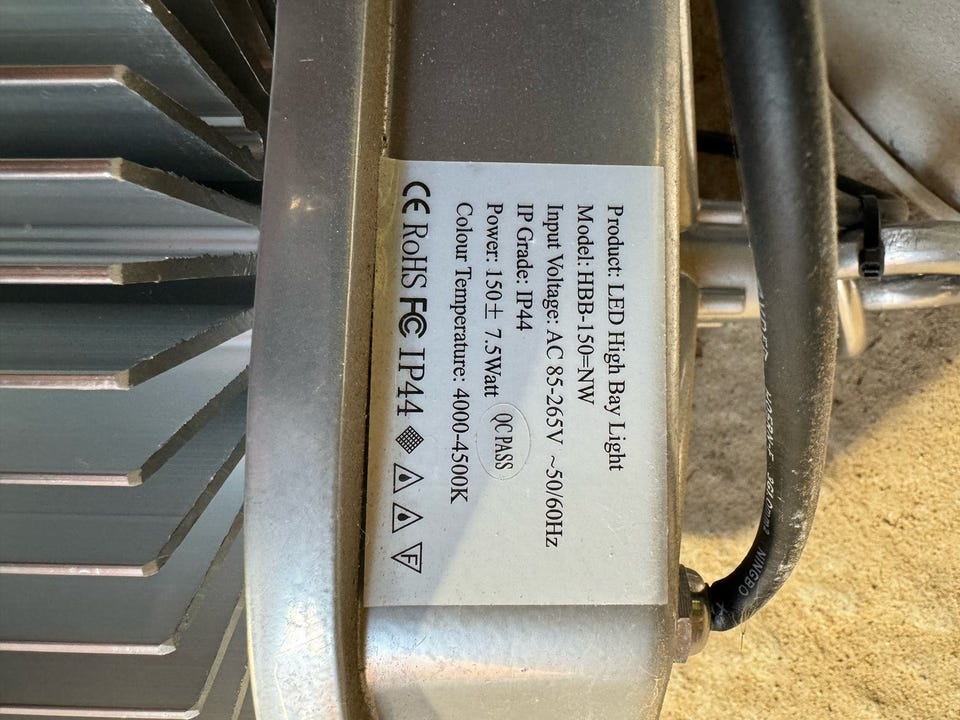 Product: LED High Bay Light
Model: HBB-150=NW
Input Voltage: AC 85-265V ~50/60Hz
IP Grade: IP44
Power: 150± 7.5Watt
QC PASS
Colour Temperature: 4000-4500K
CE RoHS FC IP44 F
NINGBO